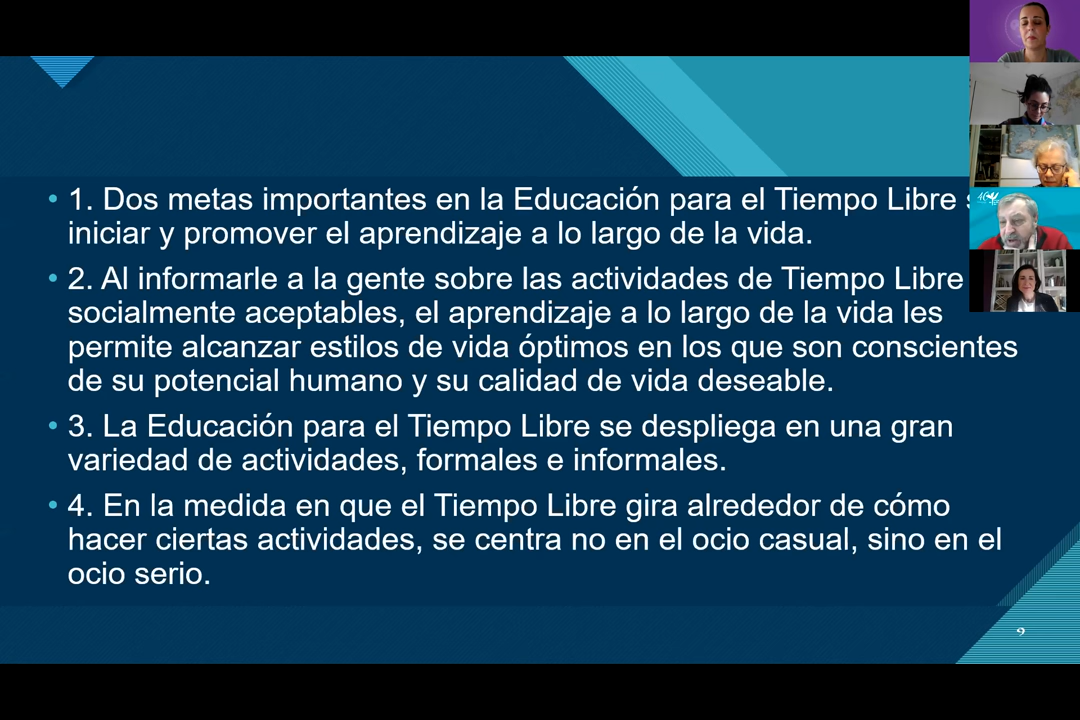 • 1. Dos metas importantes en la Educación para el Tiempo Libre
iniciar y promover el aprendizaje a lo largo de la vida.
• 2. Al informarle a la gente sobre las actividades de Tiempo Libre
socialmente aceptables, el aprendizaje a lo largo de la vida les
permite alcanzar estilos de vida óptimos en los que son conscientes
de su potencial humano y su calidad de vida deseable.
• 3. La Educación para el Tiempo Libre se despliega en una gran
variedad de actividades, formales e informales.
• 4. En la medida en que el Tiempo Libre gira alrededor de cómo
hacer ciertas actividades, se centra no en el ocio casual, sino en el
ocio serio.
9